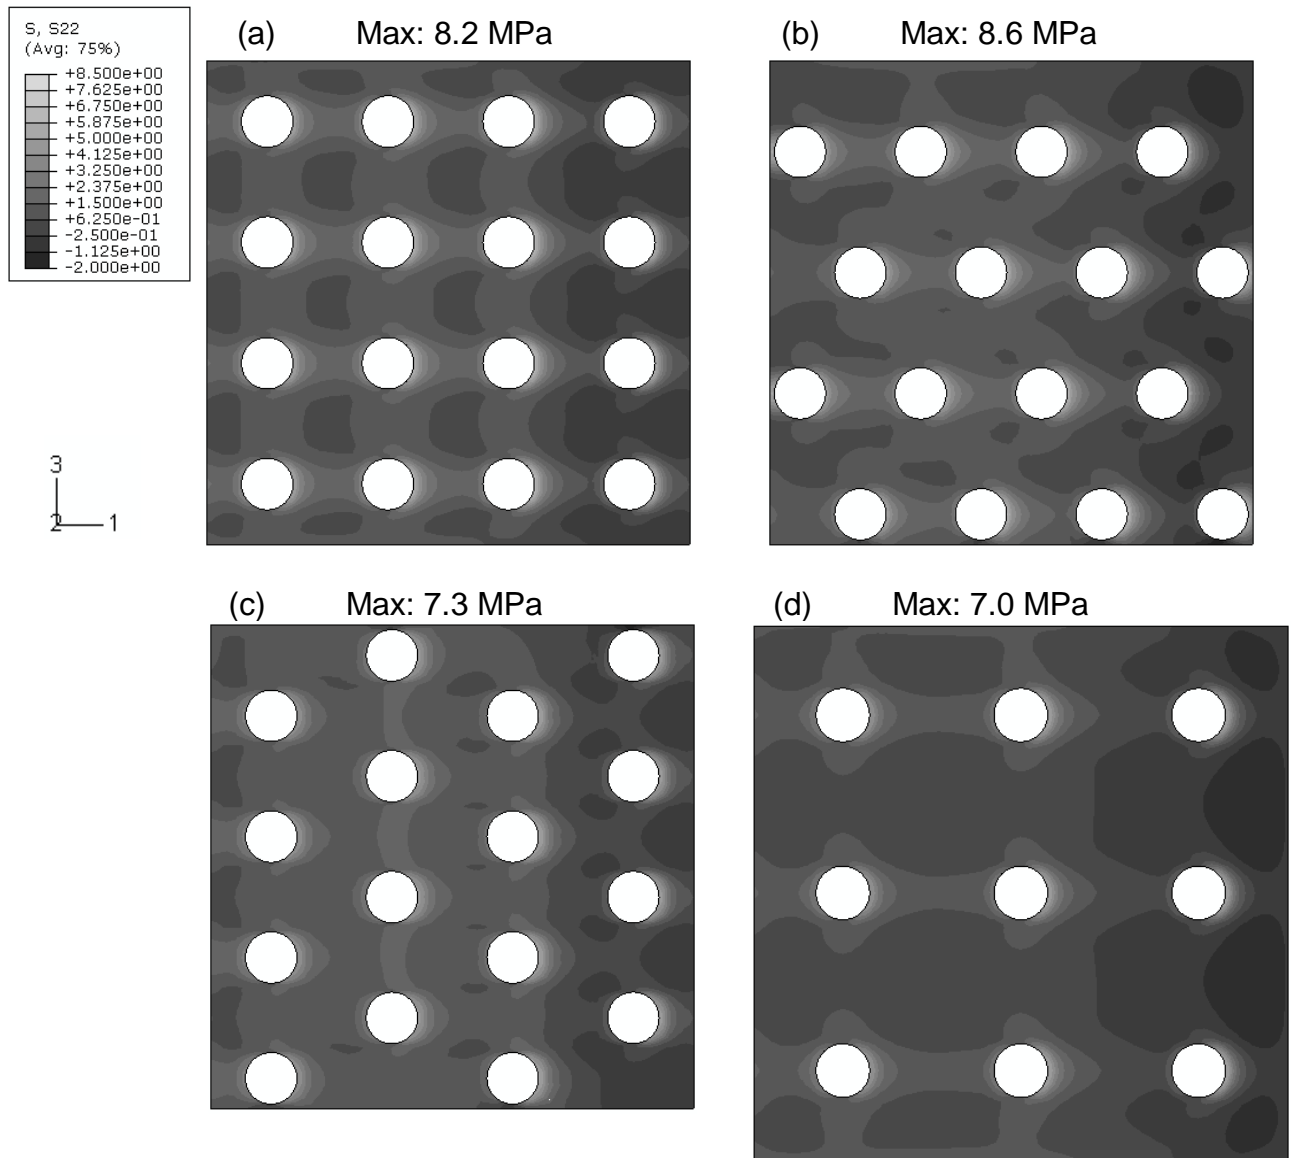 S, S22
(Avg: 75%)
+8.500e+00
+7.625e+00
+6.750e+00
+5.875e+00
+5.000e+00
+4.125e+00
+3.250e+00
+2.375e+00
+1.500e+00
+6.250e-01
-2.500e-01
-1.125e+00
-2.000e+00
(a) Max: 8.2 MPa
(b) Max: 8.6 MPa
3
2 1
(c) Max: 7.3 MPa
(d) Max: 7.0 MPa